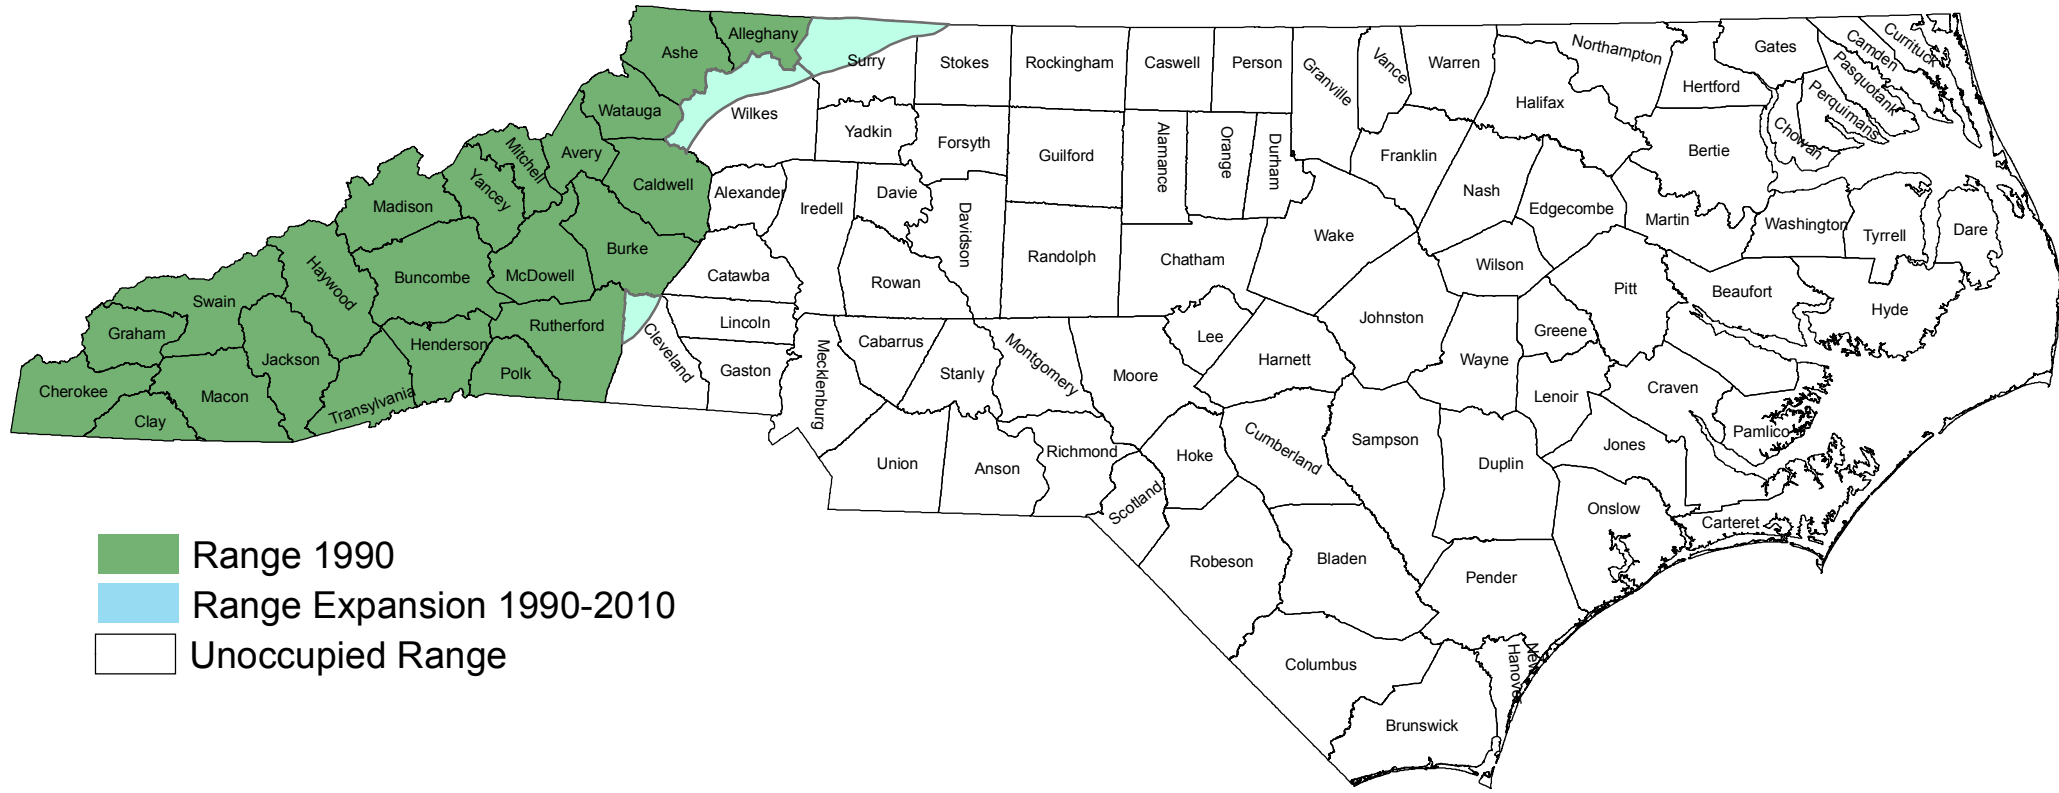 Alleghany
Ashe
Surry
Stokes
Rockingham
Caswell
Person
Granville
Vance
Warren
Northampton
Gates
Camden
Currituck
Pasquotank
Perquimans
Hertford
Halifax
Watauga
Wilkes
Yadkin
Forsyth
Guilford
Alamance
Orange
Durham
Franklin
Bertie
Chowan
Mitchell
Avery
Yancey
Caldwell
Alexander
Iredell
Davie
Davidson
Nash
Edgecombe
Martin
Washington
Tyrrell
Dare
Madison
Burke
Buncombe
McDowell
Haywood
Swain
Catawba
Rowan
Randolph
Chatham
Wake
Wilson
Pitt
Beaufort
Hyde
Graham
Jackson
Henderson
Rutherford
Cleveland
Lincoln
Gaston
Mecklenburg
Cabarrus
Stanly
Montgomery
Moore
Lee
Harnett
Johnston
Wayne
Greene
Lenoir
Craven
Pamlico
Cherokee
Clay
Macon
Transylvania
Polk
Union
Anson
Richmond
Scotland
Hoke
Cumberland
Sampson
Duplin
Jones
Onslow
Carteret
Robeson
Bladen
Pender
Columbus
New
Hanover
Brunswick
Range 1990
Range Expansion 1990-2010
Unoccupied Range